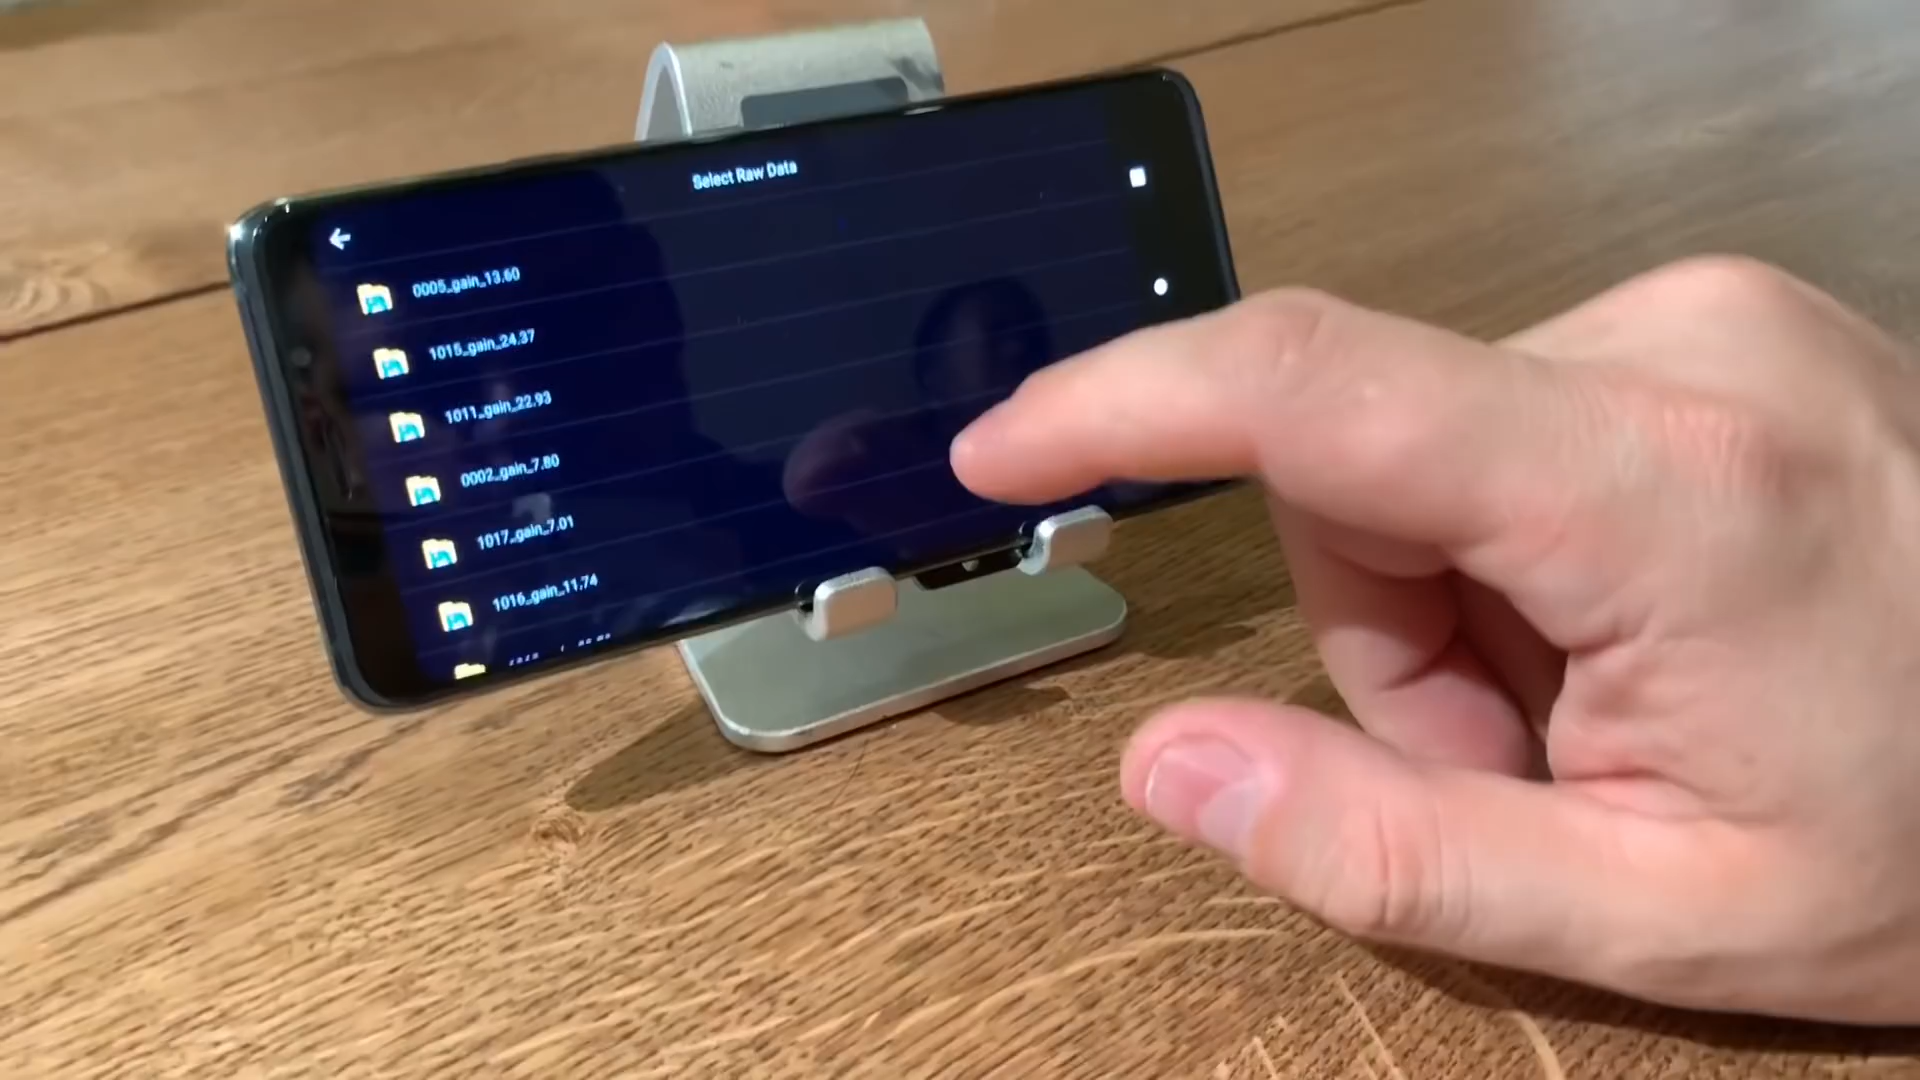 Select Raw Data
0005_gain_13.60
1015_gain_24.37
1011_gain_22.93
0002_gain_7.80
1017_gain_7.01
1016_gain_11.74